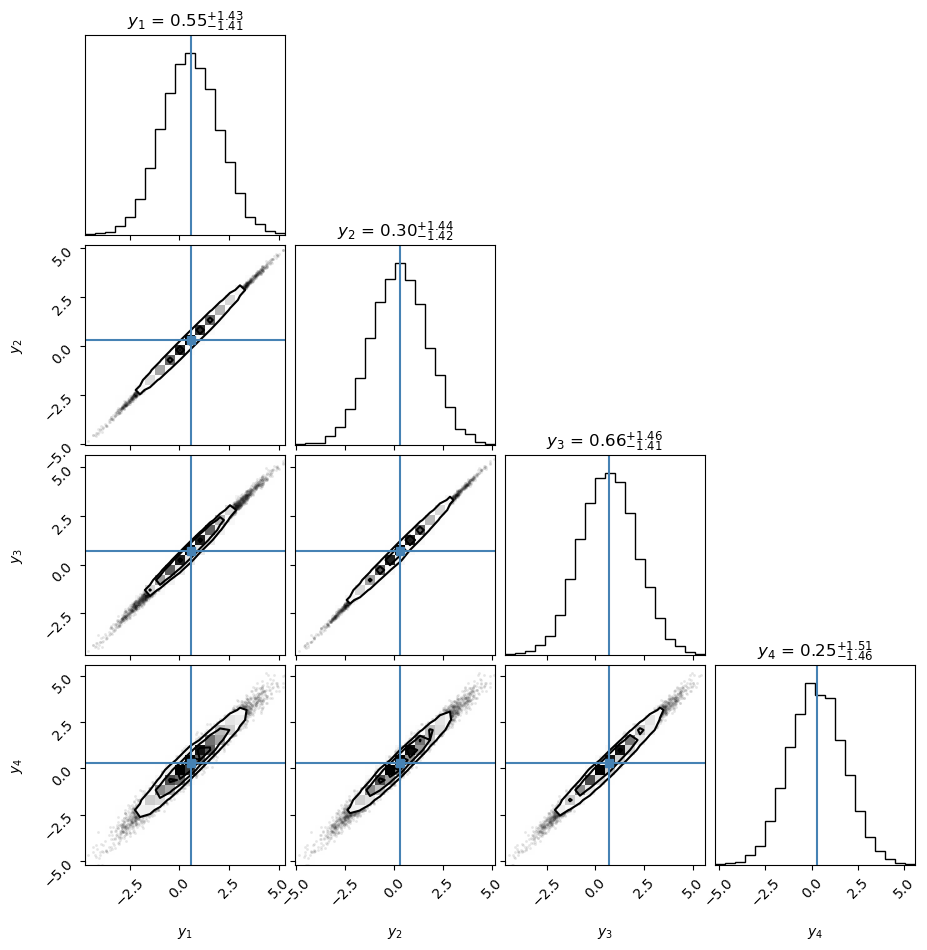 y₁ = 0.55⁺¹·⁴³₋₁.₄₁
y₂ = 0.30⁺¹·⁴⁴₋₁.₄₂
5.0
2.5
0.0
−2.5
−5.0
y₂
y₃ = 0.66⁺¹·⁴⁶₋₁.₄₁
5.0
2.5
0.0
−2.5
y₃
y₄ = 0.25⁺¹·⁵¹₋₁.₄₆
5.0
2.5
0.0
−2.5
−5.0
y₄
−2.5 0.0 2.5 5.0 −5.0 −2.5 0.0 2.5 5.0 −2.5 0.0 2.5 5.0 −5.0 −2.5 0.0 2.5 5.0
y₁ y₂ y₃ y₄